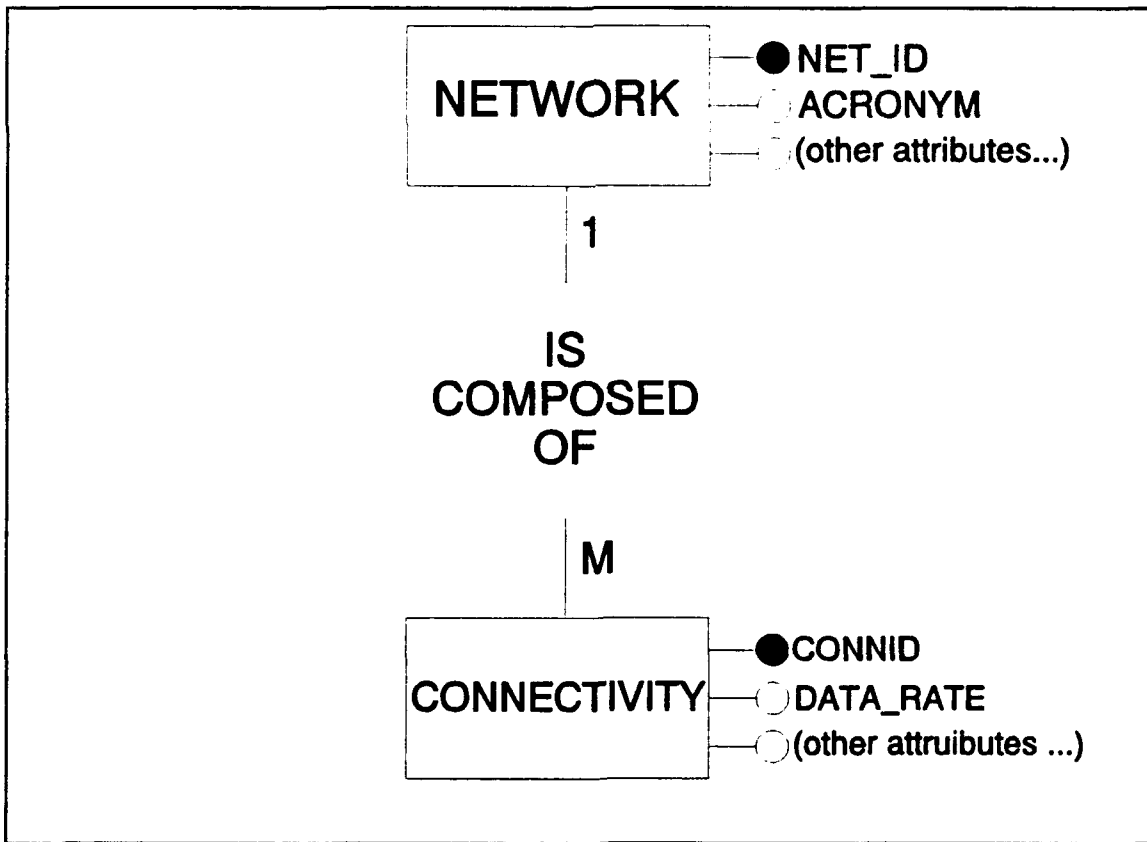 NETWORK
NET_ID
ACRONYM
(other attributes...)
1
IS
COMPOSED
OF
M
CONNECTIVITY
CONNID
DATA_RATE
(other attruibutes ...)